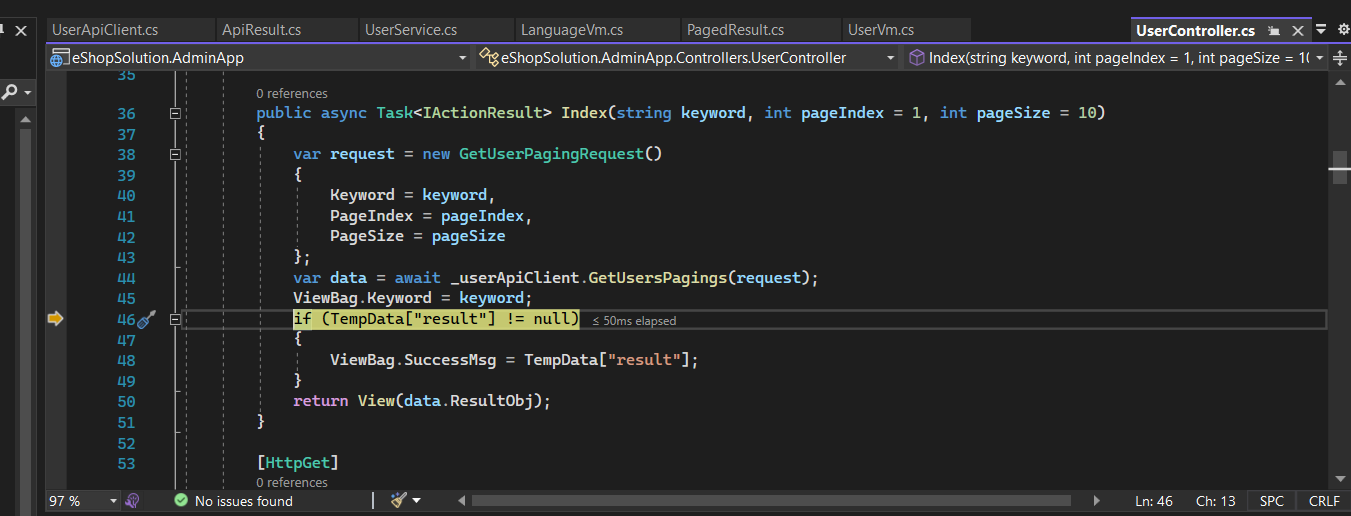 UserApiClient.cs ApiResult.cs UserService.cs LanguageVm.cs PagedResult.cs UserVm.cs UserController.cs
eShopSolution.AdminApp eShopSolution.AdminApp.Controllers.UserController Index(string keyword, int pageIndex = 1, int pageSize = 10
35
0 references
36 public async Task<IActionResult> Index(string keyword, int pageIndex = 1, int pageSize = 10)
37 {
38 var request = new GetUserPagingRequest()
39 {
40 Keyword = keyword,
41 PageIndex = pageIndex,
42 PageSize = pageSize
43 };
44 var data = await _userApiClient.GetUsersPagings(request);
45 ViewBag.Keyword = keyword;
46 if (TempData["result"] != null) ≤ 50ms elapsed
47 {
48 ViewBag.SuccessMsg = TempData["result"];
49 }
50 return View(data.ResultObj);
51 }
52
53 [HttpGet]
0 references
97 % No issues found Ln: 46 Ch: 13 SPC CRLF